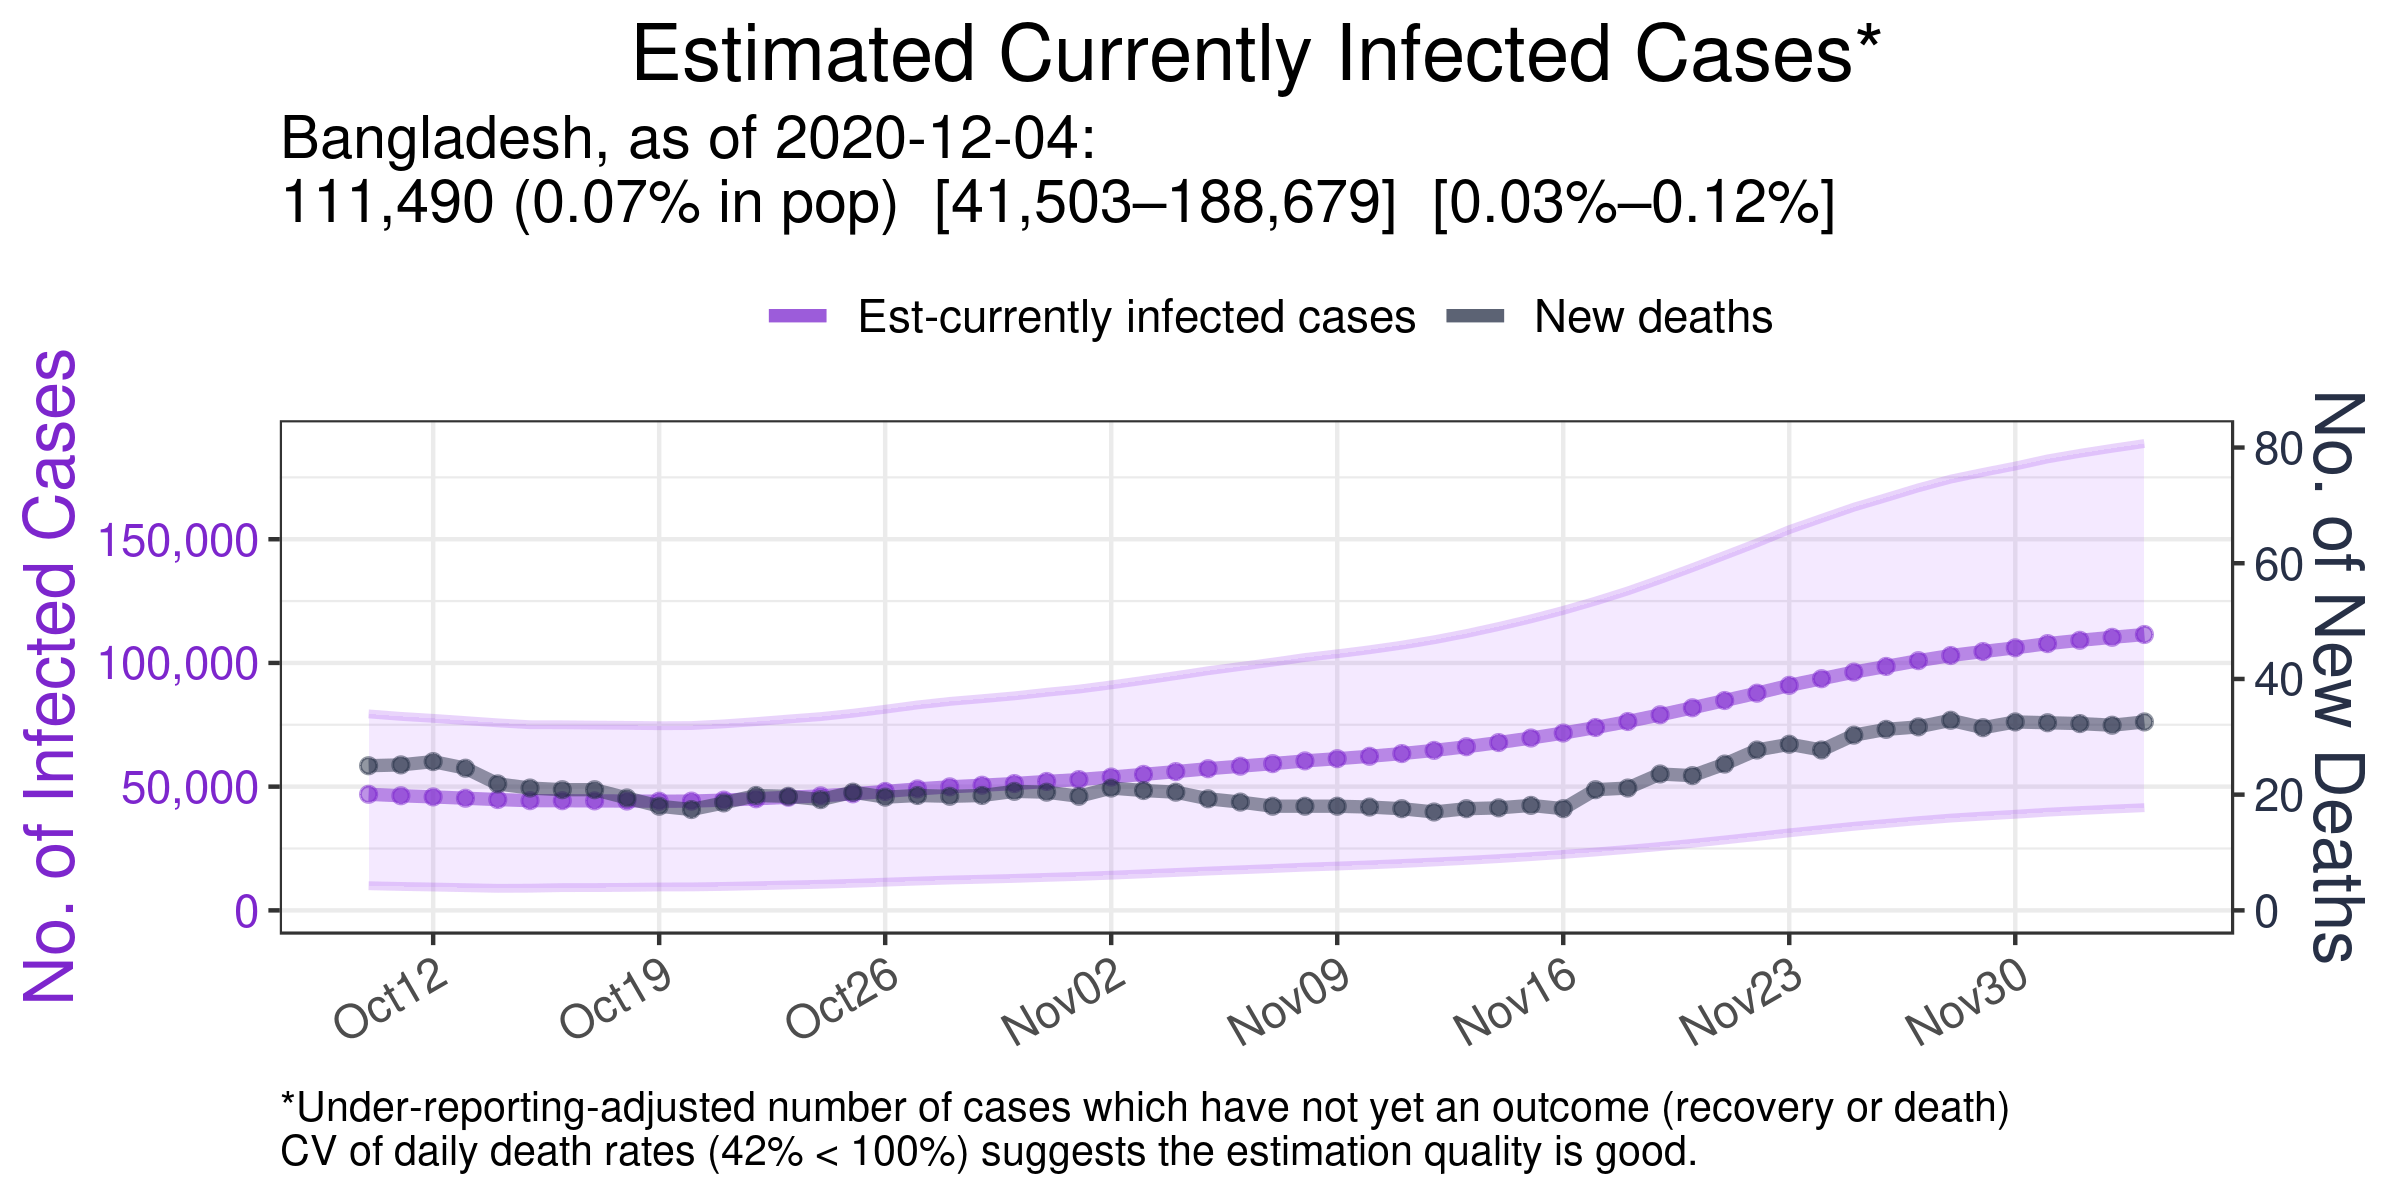 Estimated Currently Infected Cases*
Bangladesh, as of 2020-12-04:
111,490 (0.07% in pop)  [41,503–188,679]  [0.03%–0.12%]
Est-currently infected cases
New deaths
No. of Infected Cases
150,000
100,000
50,000
0
80
60
40
20
0
No. of New Deaths
Oct12
Oct19
Oct26
Nov02
Nov09
Nov16
Nov23
Nov30
*Under-reporting-adjusted number of cases which have not yet an outcome (recovery or death)
CV of daily death rates (42% < 100%) suggests the estimation quality is good.